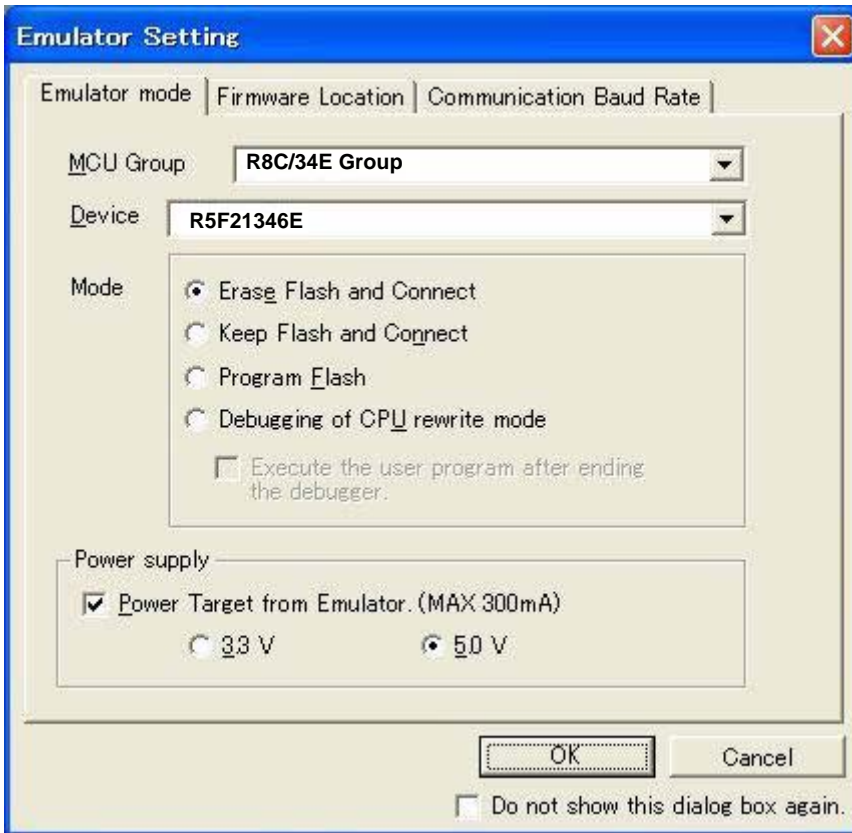 Emulator Setting
Emulator mode Firmware Location Communication Baud Rate
MCU Group R8C/34E Group
Device R5F21346E
Mode Erase Flash and Connect
Keep Flash and Connect
Program Flash
Debugging of CPU rewrite mode
Execute the user program after ending
the debugger.
Power supply
Power Target from Emulator. (MAX 300mA)
3.3 V 5.0 V
OK Cancel
Do not show this dialog box again.